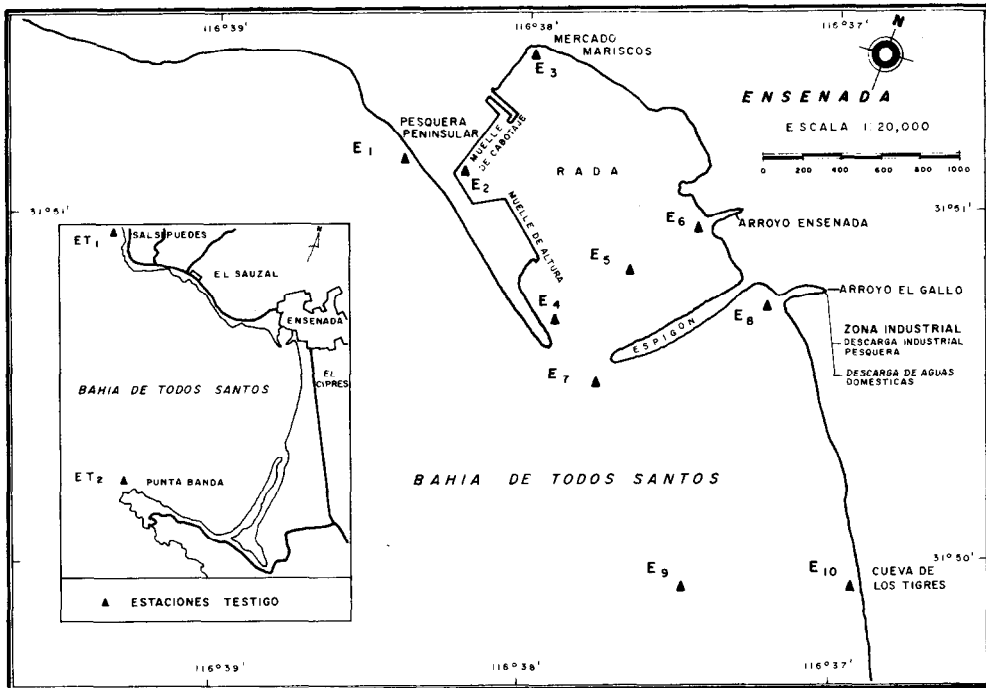 116°39'
116°38'
116°37'
N
MERCADO
MARISCOS
E3
ENSENADA
ESCALA 1:20,000
0 200 400 600 800 1000
PESQUERA
PENINSULAR
MUELLE
DE CABOTAJE
E1
E2
RADA
31°51'
31°51'
MUELLE DE ALTURA
E6
ARROYO ENSENADA
E5
ARROYO EL GALLO
E4
E8
ESPIGON
ZONA INDUSTRIAL
DESCARGA INDUSTRIAL
PESQUERA
DESCARGA DE AGUAS
DOMESTICAS
E7
ET1
SALSIPUEDES
EL SAUZAL
ENSENADA
EL
CIPRES
BAHIA DE TODOS SANTOS
ET2
PUNTA BANDA
ESTACIONES TESTIGO
BAHIA DE TODOS SANTOS
31°50'
E9
E10
CUEVA DE
LOS TIGRES
116°39'
116°38'
116°37'